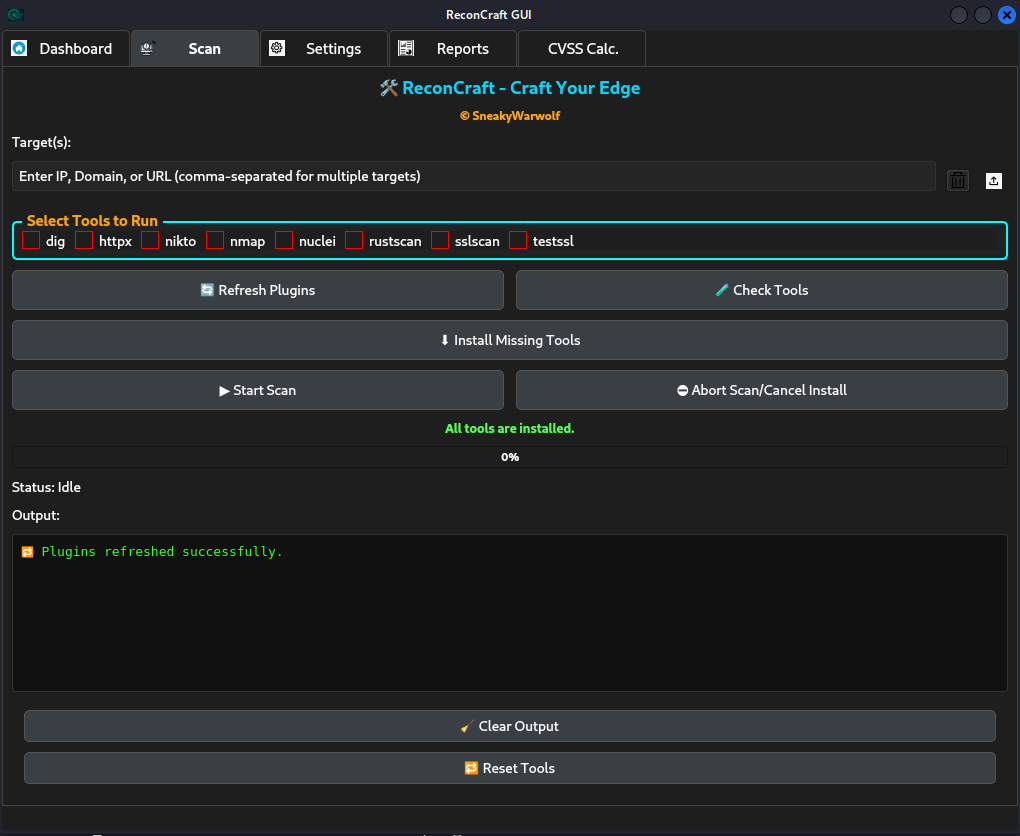 ReconCraft GUI
Dashboard Scan Settings Reports CVSS Calc.
🛠️ ReconCraft - Craft Your Edge
© SneakyWarwolf
Target(s):
Enter IP, Domain, or URL (comma-separated for multiple targets)
Select Tools to Run
dig httpx nikto nmap nuclei rustscan sslscan testssl
🔄 Refresh Plugins 🧪 Check Tools
⬇ Install Missing Tools
▶ Start Scan ⛔ Abort Scan/Cancel Install
All tools are installed.
0%
Status: Idle
Output:
🔁 Plugins refreshed successfully.
🧹 Clear Output
🔁 Reset Tools